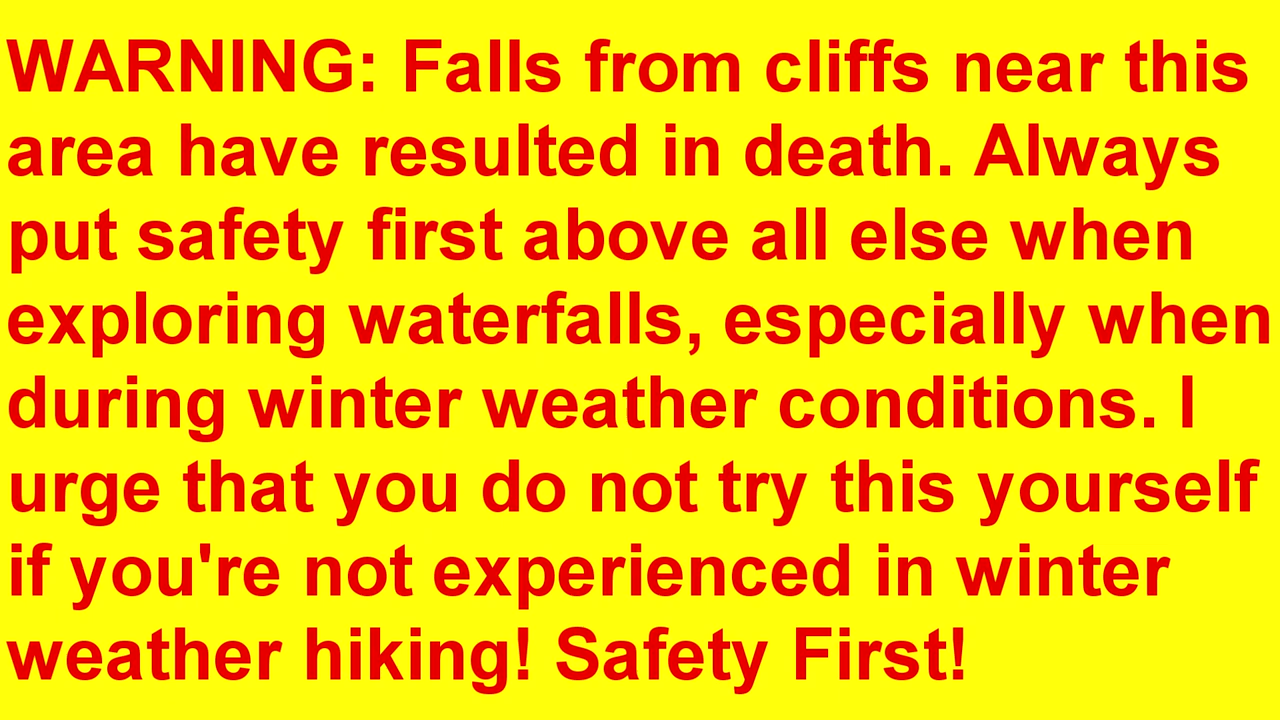 WARNING: Falls from cliffs near this
area have resulted in death. Always
put safety first above all else when
exploring waterfalls, especially when
during winter weather conditions. I
urge that you do not try this yourself
if you're not experienced in winter
weather hiking! Safety First!